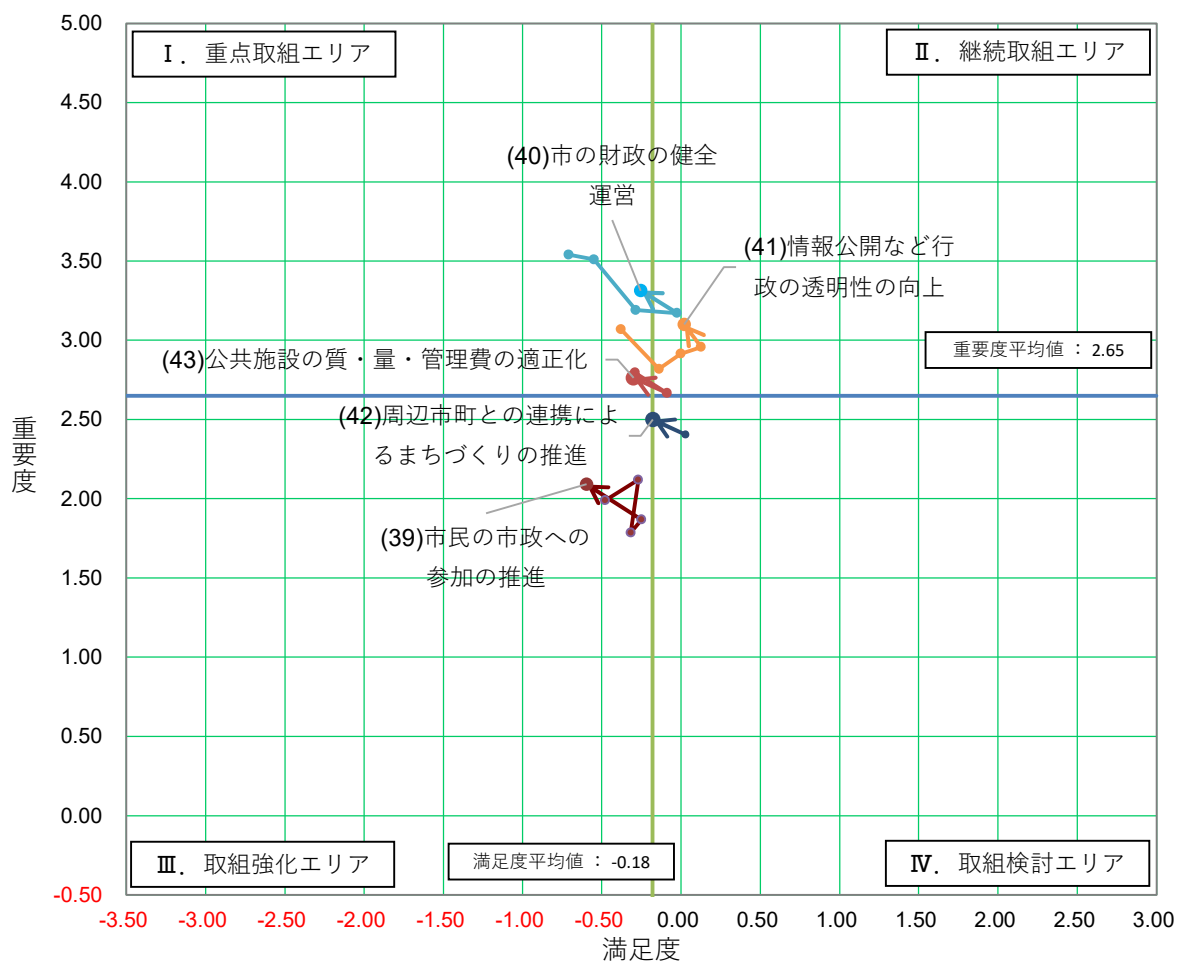 5.00
Ⅰ．重点取組エリア
Ⅱ．継続取組エリア
4.50
(40)市の財政の健全
運営
4.00
(41)情報公開など行
政の透明性の向上
3.50
3.00
(43)公共施設の質・量・管理費の適正化
重要度平均値 ： 2.65
2.50
(42)周辺市町との連携によ
るまちづくりの推進
重要度
2.00
(39)市民の市政への
参加の推進
1.50
1.00
0.50
0.00
Ⅲ．取組強化エリア
満足度平均値 ： -0.18
Ⅳ．取組検討エリア
-0.50
-3.50 -3.00 -2.50 -2.00 -1.50 -1.00 -0.50 0.00 0.50 1.00 1.50 2.00 2.50 3.00
満足度